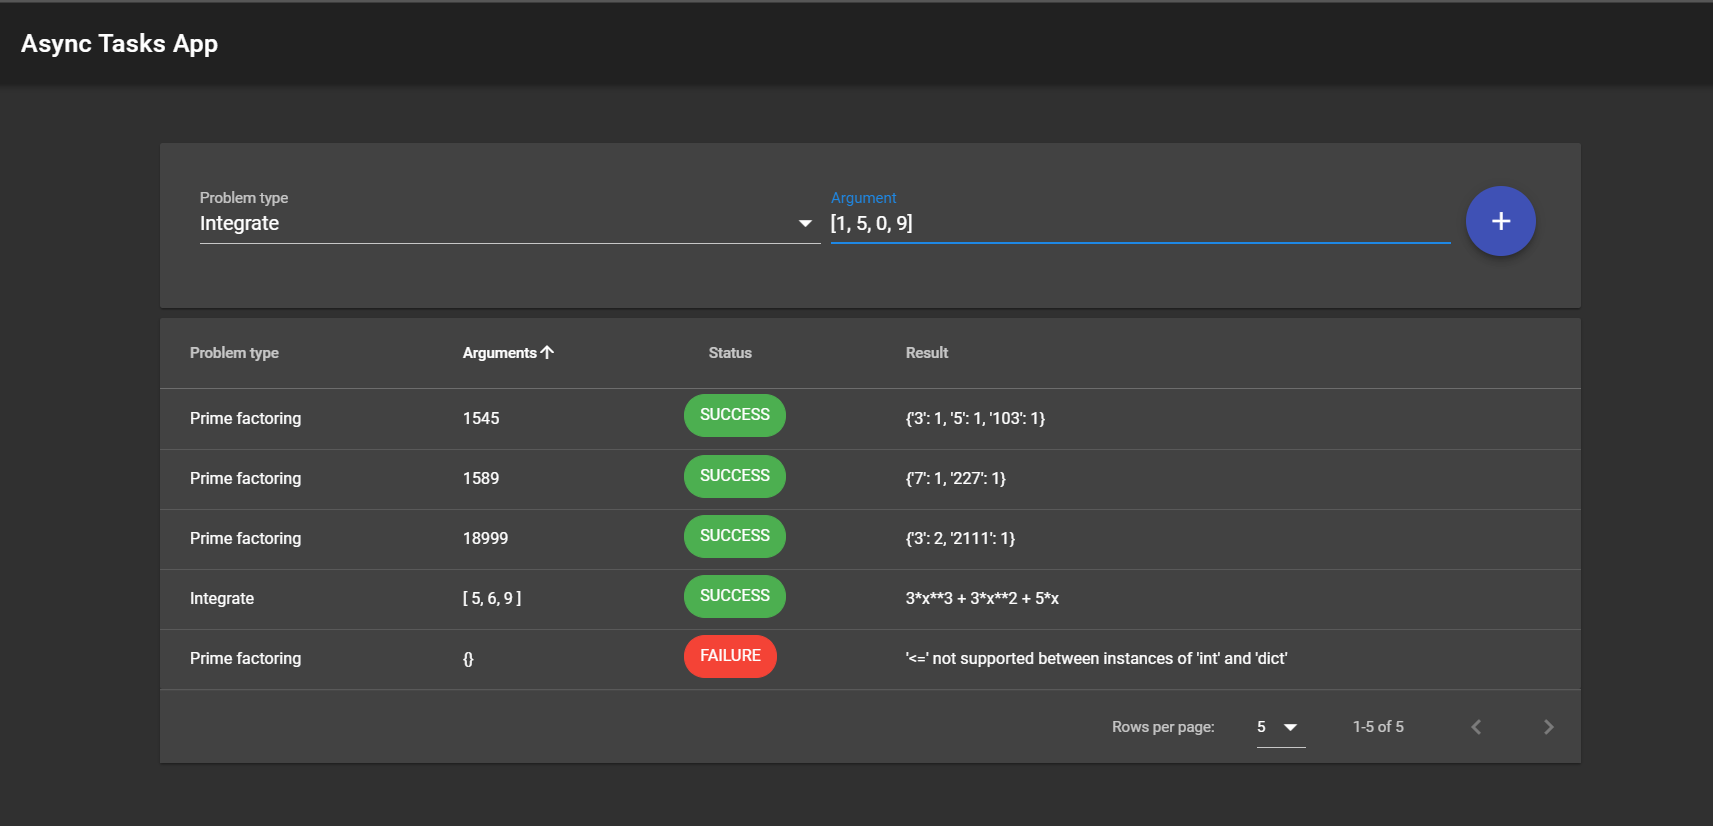 Async Tasks App
Problem type Argument
Integrate [1, 5, 0, 9] +
Problem type Arguments Status Result
Prime factoring 1545 SUCCESS {'3': 1, '5': 1, '103': 1}
Prime factoring 1589 SUCCESS {'7': 1, '227': 1}
Prime factoring 18999 SUCCESS {'3': 2, '2111': 1}
Integrate [ 5, 6, 9 ] SUCCESS 3*x**3 + 3*x**2 + 5*x
Prime factoring {} FAILURE '<=' not supported between instances of 'int' and 'dict'
Rows per page: 5 1-5 of 5